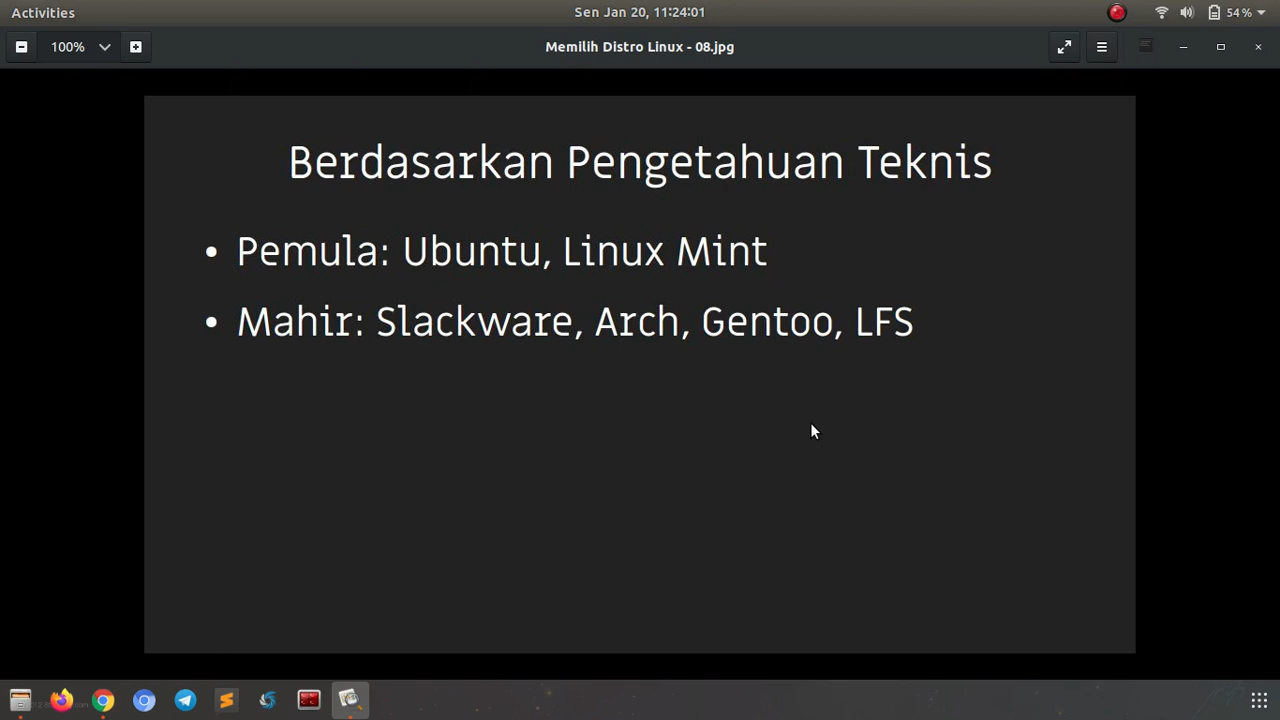 Activities
Sen Jan 20, 11:24:01
54 %
100%
Memilih Distro Linux - 08.jpg
Berdasarkan Pengetahuan Teknis
• Pemula: Ubuntu, Linux Mint
• Mahir: Slackware, Arch, Gentoo, LFS